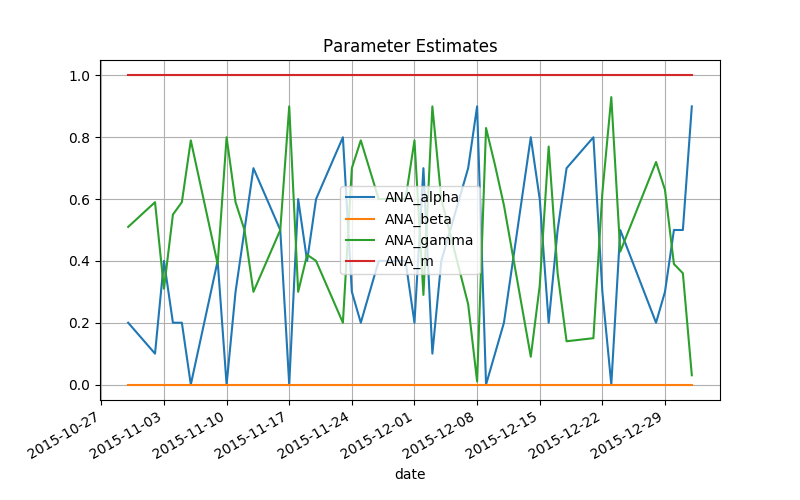 Parameter Estimates
1.0
0.8
0.6
0.4
0.2
0.0
ANA_alpha
ANA_beta
ANA_gamma
ANA_m
2015-10-27
2015-11-03
2015-11-10
2015-11-17
2015-11-24
2015-12-01
2015-12-08
2015-12-15
2015-12-22
2015-12-29
date